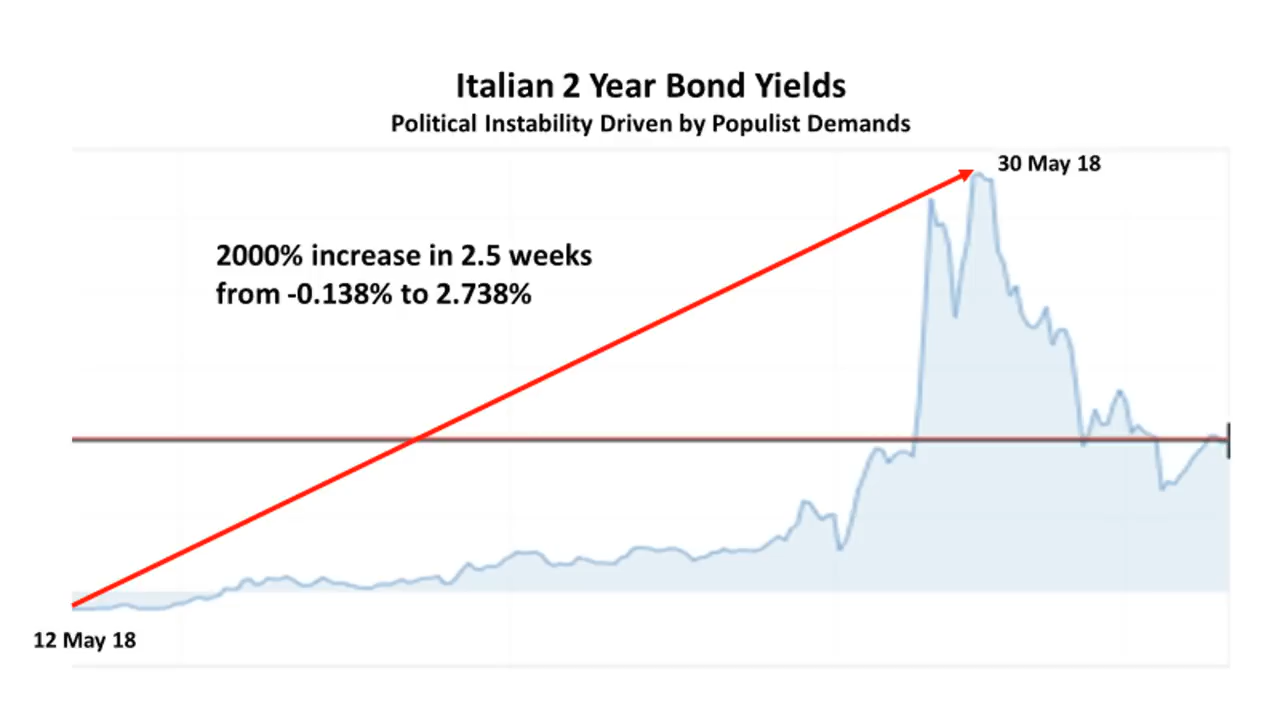 Italian 2 Year Bond Yields
Political Instability Driven by Populist Demands
30 May 18
2000% increase in 2.5 weeks
from -0.138% to 2.738%
12 May 18